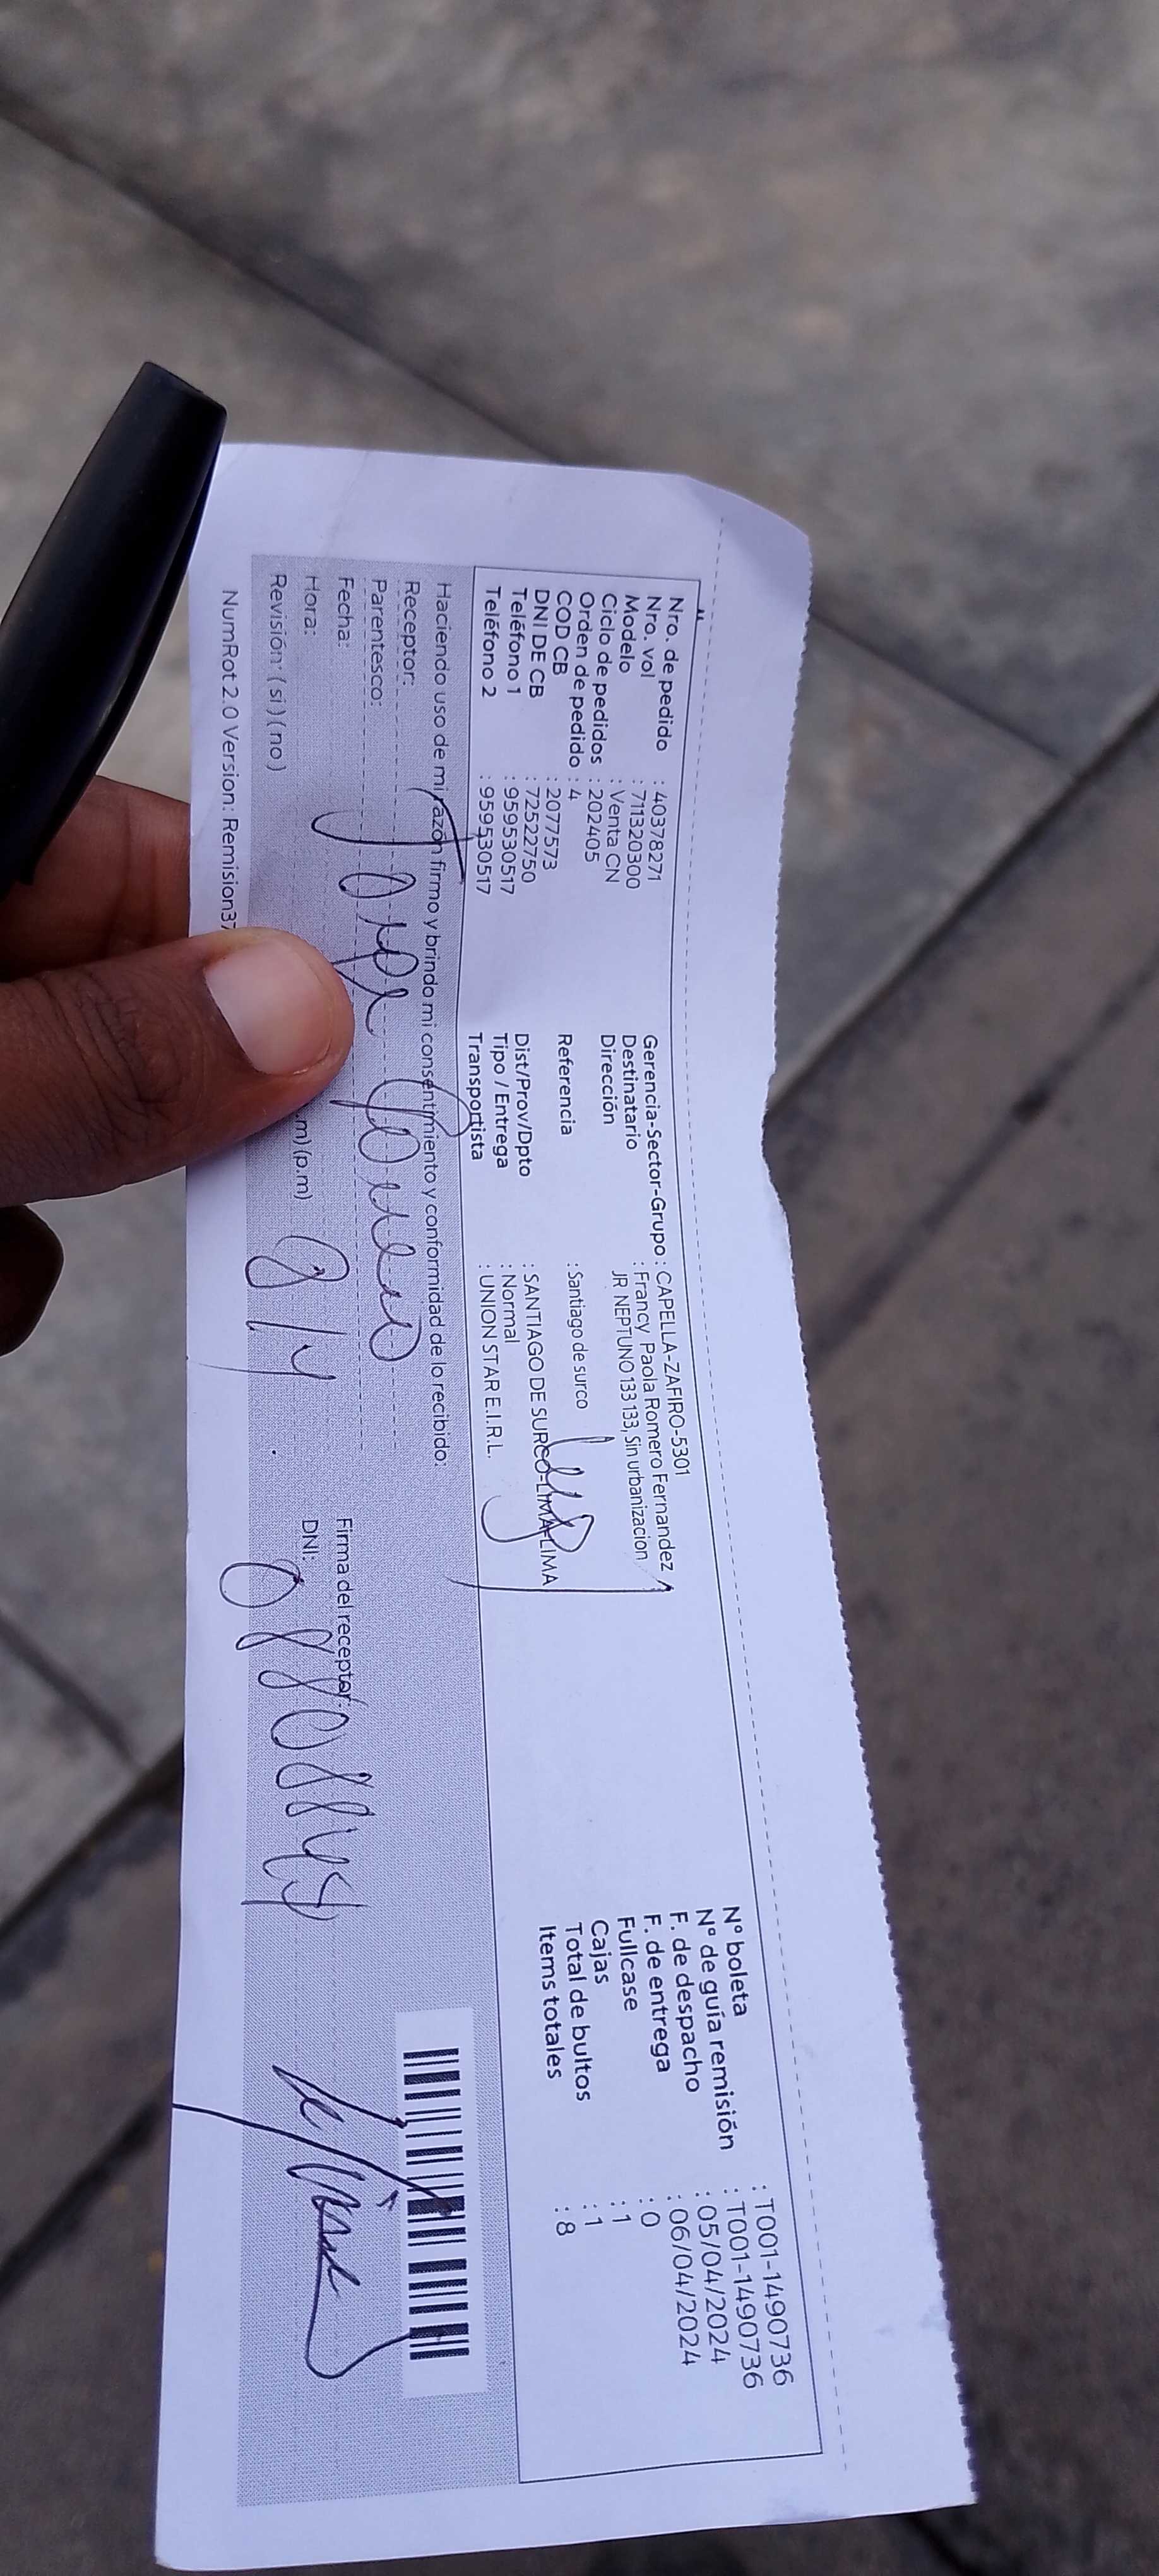 Nro. de pedido : 40378271
Nro. vol : 711320300
Modelo : Venta CN
Ciclo de pedidos : 202405
Orden de pedido : 4
COD CB : 2077573
DNI DE CB : 72522750
Teléfono 1 : 959530517
Teléfono 2 : 959530517
Gerencia-Sector-Grupo : CAPELLA-ZAFIRO-5301
Destinatario : Francy Paola Romero Fernandez
Dirección JR NEPTUNO 133 133, Sin urbanizacion
Referencia : Santiago de surco
Dist/Prov/Dpto : SANTIAGO DE SURCO-LIMA-LIMA
Tipo / Entrega : Normal
Transportista : UNION STAR E.I.R.L.
N° boleta : T001-1490736
N° de guía remisión : T001-1490736
F. de despacho : 05/04/2024
F. de entrega : 06/04/2024
Fullcase : 0
Cajas : 1
Total de bultos : 1
Items totales : 8
Haciendo uso de mi razón firmo y brindo mi consentimiento y conformidad de lo recibido:
Receptor:
Parentesco: Jorge
Fecha:
Hora: .m) (p.m)
Revisión: ( si ) ( no )
Firma del receptor:
DNI:
NumRot 2.0 Version: Remision37